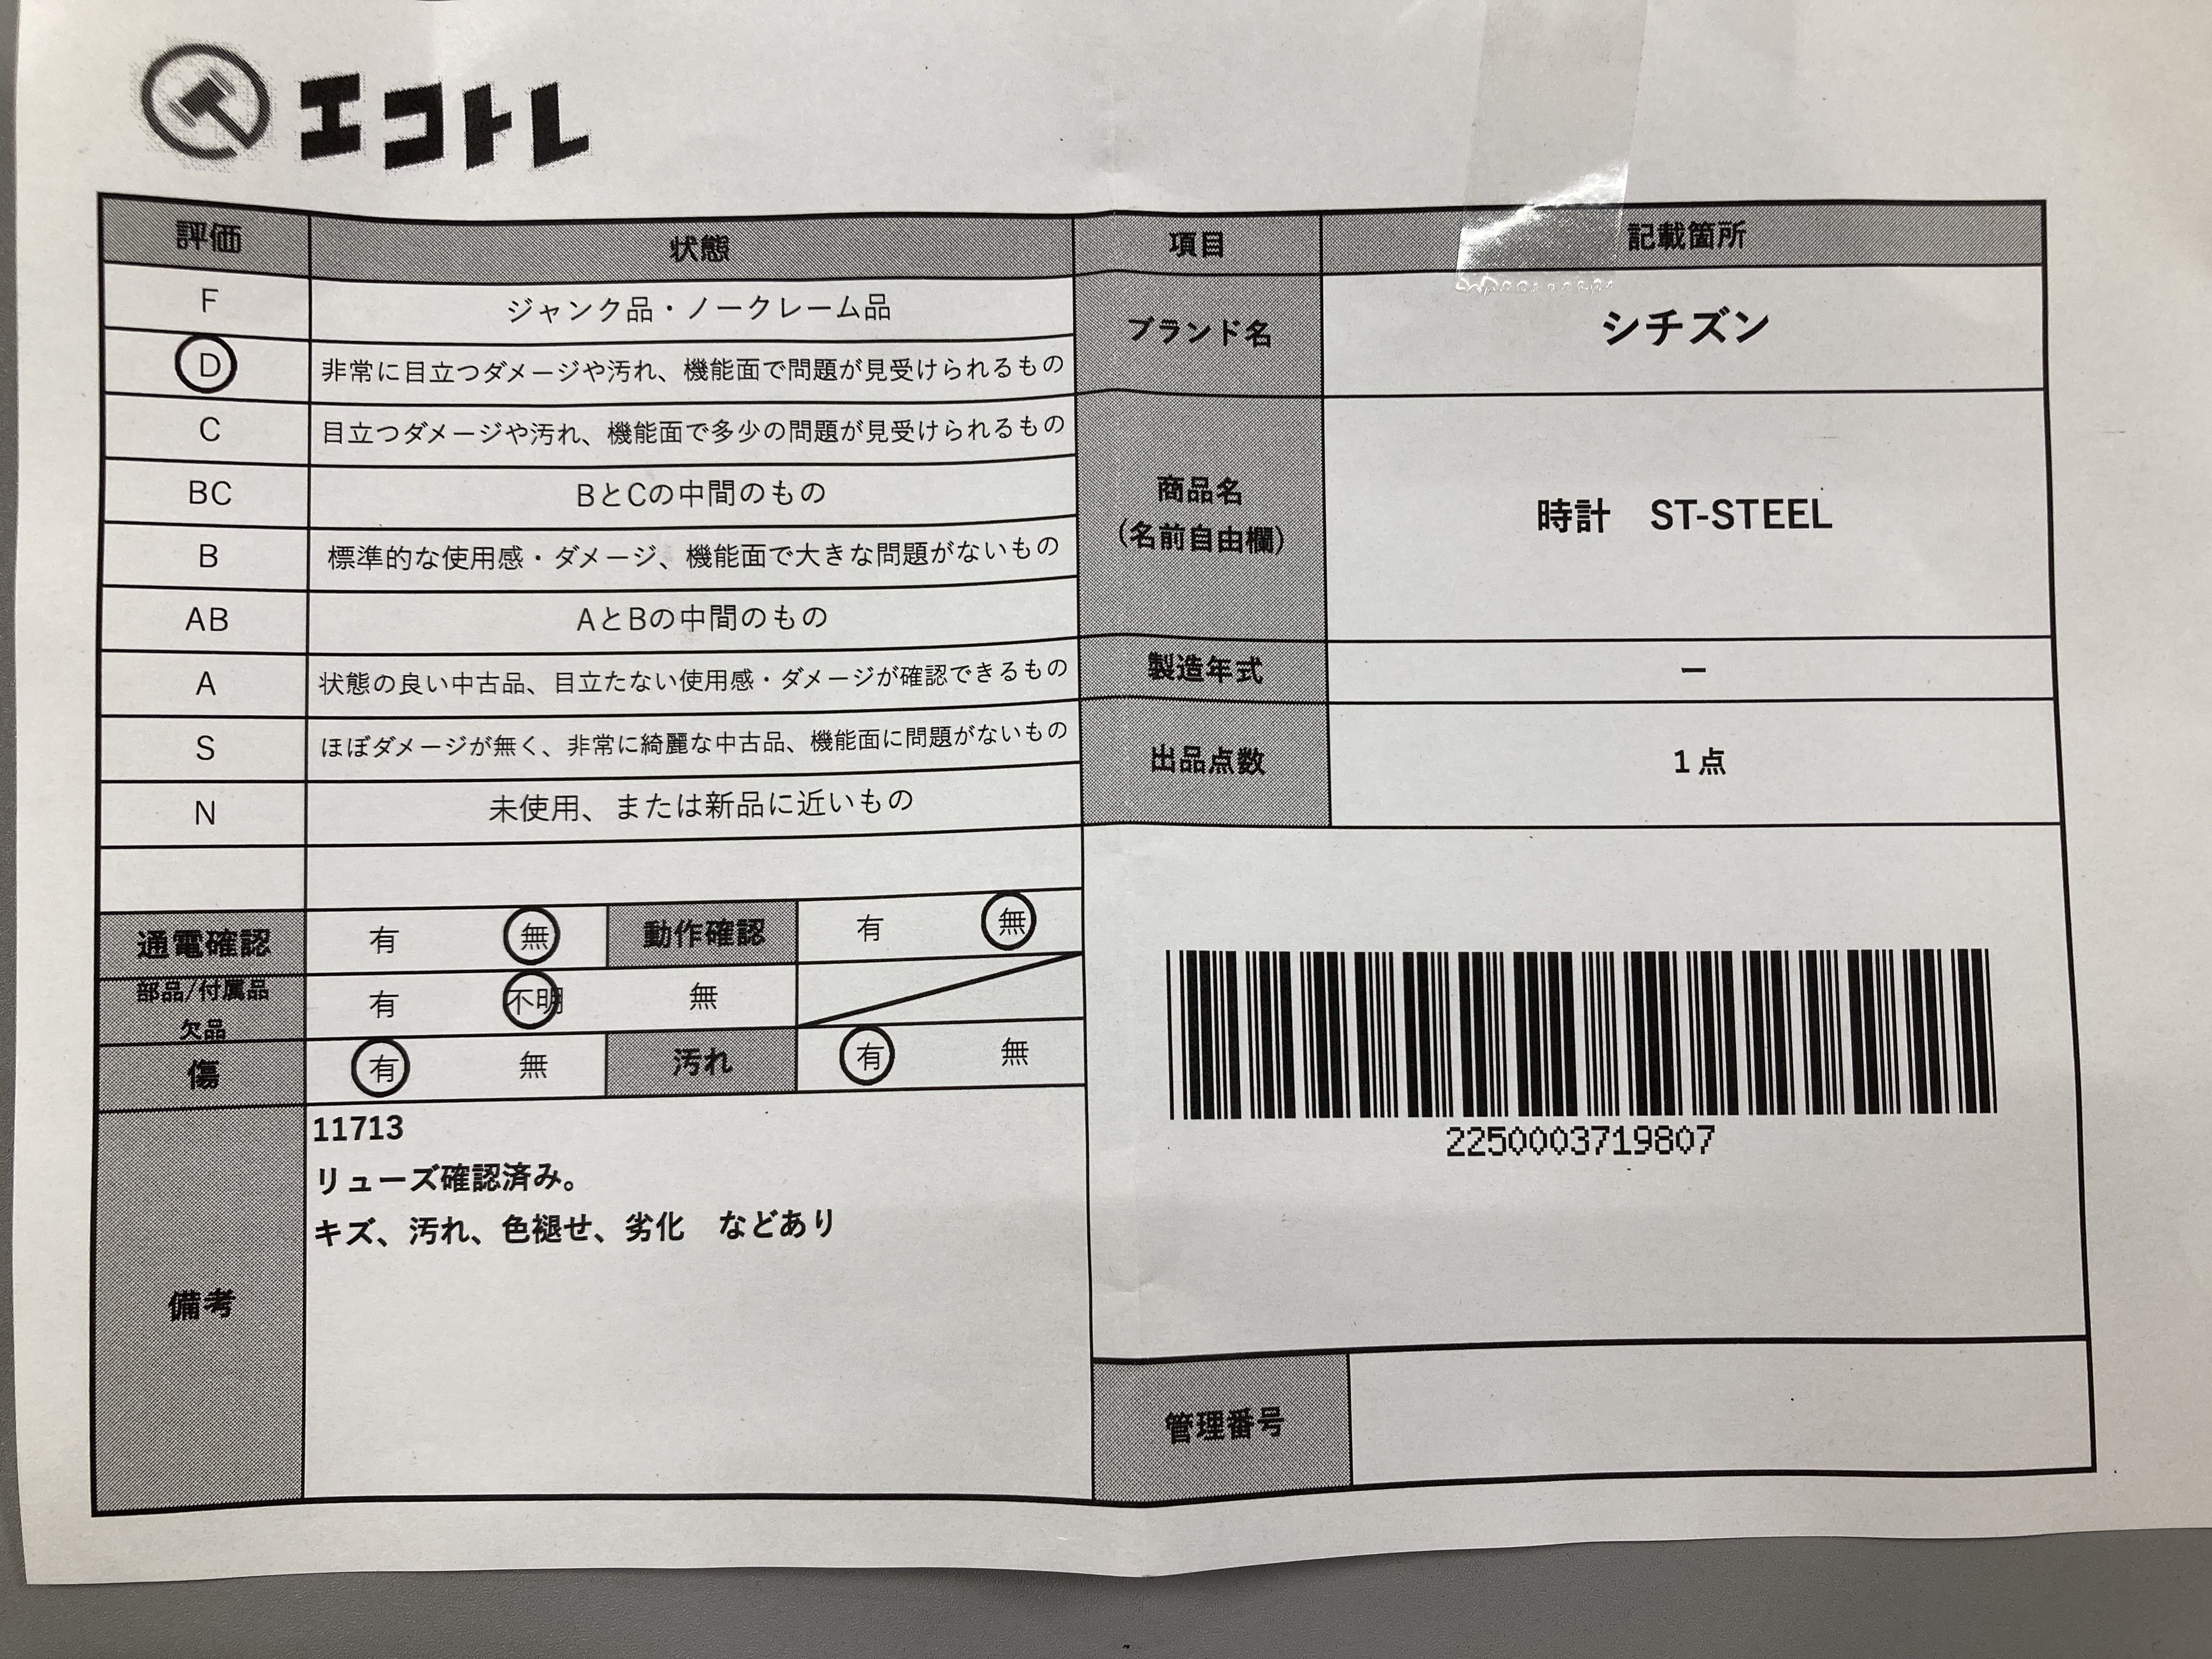 エコトレ
評価 状態 項目 記載箇所
F ジャンク品・ノークレーム品
D 非常に目立つダメージや汚れ、機能面で問題が見受けられるもの
ブランド名 シチズン
C 目立つダメージや汚れ、機能面で多少の問題が見受けられるもの
BC BとCの中間のもの
B 標準的な使用感・ダメージ、機能面で大きな問題がないもの
商品名
(名前自由欄)
時計　ST-STEEL
AB AとBの中間のもの
A 状態の良い中古品、目立たない使用感・ダメージが確認できるもの
製造年式 ー
S ほぼダメージが無く、非常に綺麗な中古品、機能面に問題がないもの
出品点数 1点
N 未使用、または新品に近いもの
通電確認 有 無 動作確認 有 無
部品/付属品
欠品
有 不明 無
傷 有 無 汚れ 有 無
備考
11713
リューズ確認済み。
キズ、汚れ、色褪せ、劣化　などあり
2250003719807
管理番号